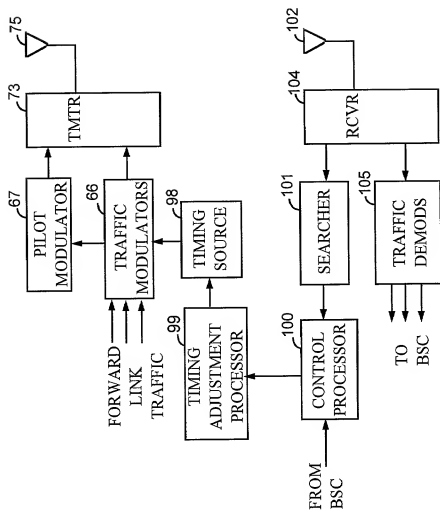 75
73
TMTR
67
PILOT
MODULATOR
66
TRAFFIC
MODULATORS
98
TIMING
SOURCE
FORWARD
LINK
TRAFFIC
99
TIMING
ADJUSTMENT
PROCESSOR
102
104
RCVR
101
SEARCHER
105
TRAFFIC
DEMODS
100
CONTROL
PROCESSOR
TO
BSC
FROM
BSC